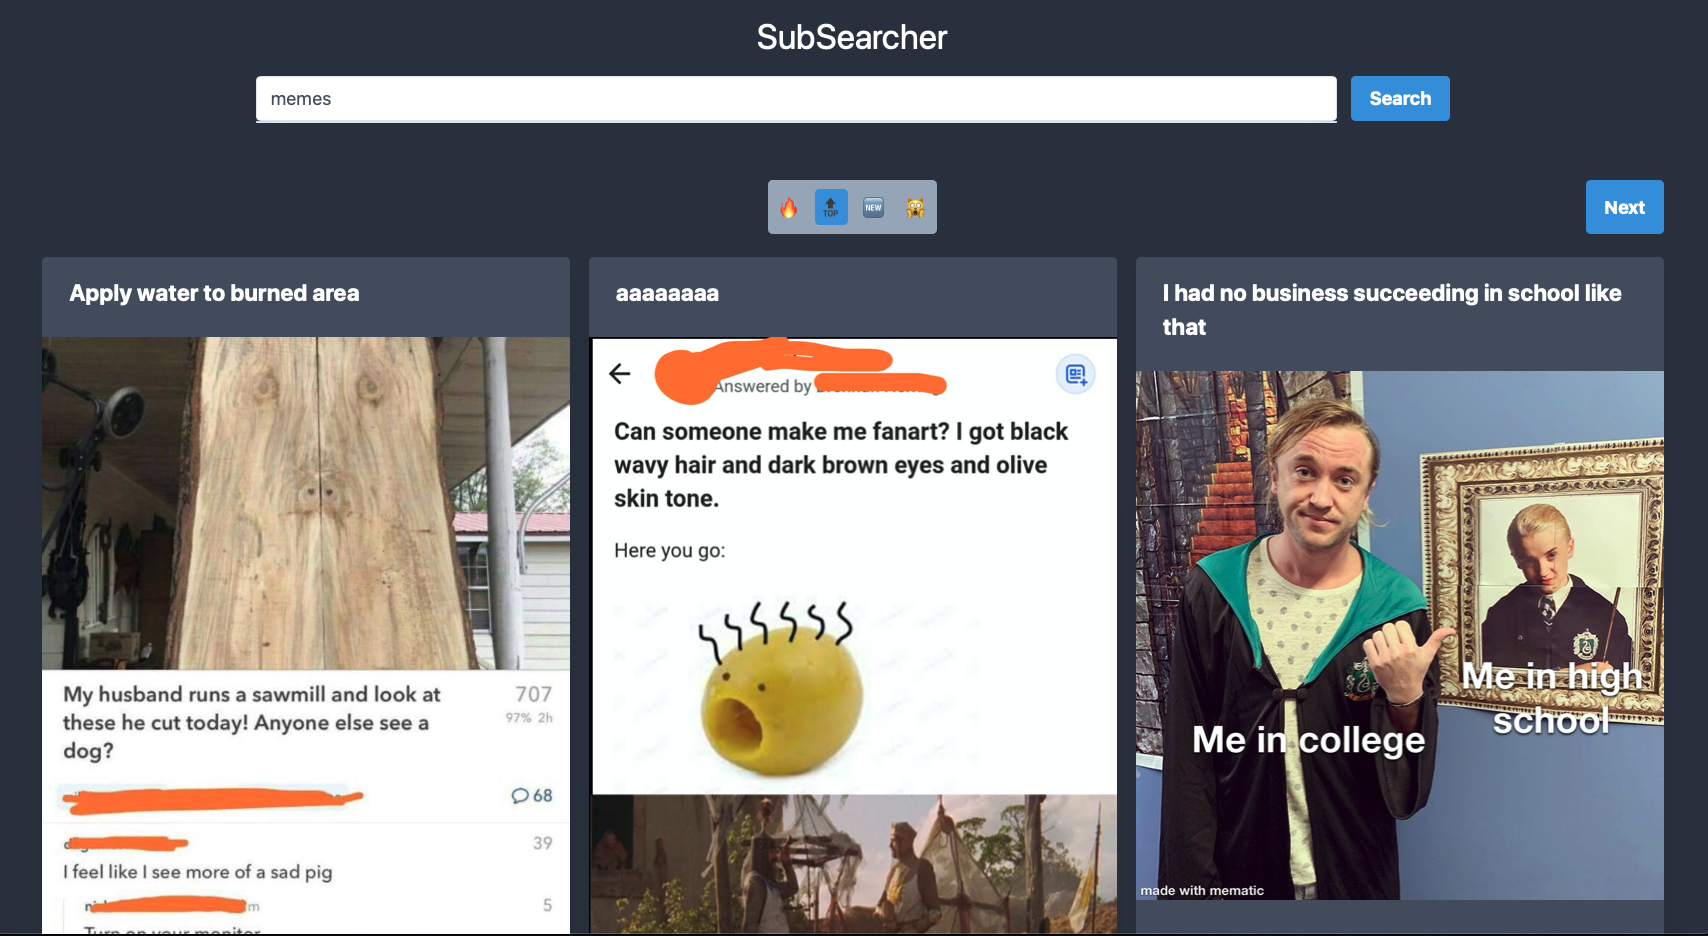 SubSearcher
memes
Search
TOP
NEW
Next
Apply water to burned area
My husband runs a sawmill and look at
these he cut today! Anyone else see a
dog?
707
97% 2h
68
39
I feel like I see more of a sad pig
5
Turn on your monitor
aaaaaaaa
Answered by
Can someone make me fanart? I got black
wavy hair and dark brown eyes and olive
skin tone.
Here you go:
I had no business succeeding in school like
that
Me in high
school
Me in college
made with mematic